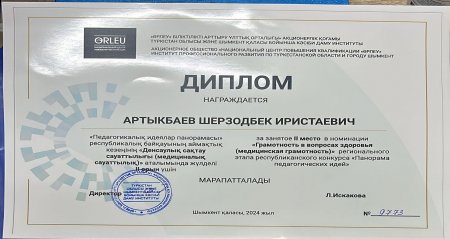 «ӨРЛЕУ» БІЛІКТІЛІКТІ АРТТЫРУ ҰЛТТЫҚ ОРТАЛЫҒЫ» АКЦИОНЕРЛІК ҚОҒАМЫ
ТҮРКІСТАН ОБЛЫСЫ ЖӘНЕ ШЫМКЕНТ ҚАЛАСЫ БОЙЫНША КӘСІБИ ДАМУ ИНСТИТУТЫ
АКЦИОНЕРНОЕ ОБЩЕСТВО «НАЦИОНАЛЬНЫЙ ЦЕНТР ПОВЫШЕНИЯ КВАЛИФИКАЦИИ «ӨРЛЕУ»
ИНСТИТУТ ПРОФЕССИОНАЛЬНОГО РАЗВИТИЯ ПО ТУРКЕСТАНСКОЙ ОБЛАСТИ И ГОРОДУ ШЫМКЕНТ
ORLEU
ДИПЛОМ
НАГРАЖДАЕТСЯ
АРТЫКБАЕВ ШЕРЗОДБЕК ИРИСТАЕВИЧ
«Педагогикалық идеялар панорамасы»
республикалық байқауының аймақтық
кезеңінің «Денсаулық сақтау
сауаттылығы (медициналық
сауаттылық)» аталымында жүлделі
II орын үшін
за занятое II место в номинации
«Грамотность в вопросах здоровья
(медицинская грамотность)» регионального
этапа республиканского конкурса «Панорама
педагогических идей»
МАРАПАТТАЛАДЫ
Директор
Л.Искакова
Шымкент қаласы, 2024 жыл
№ 9773